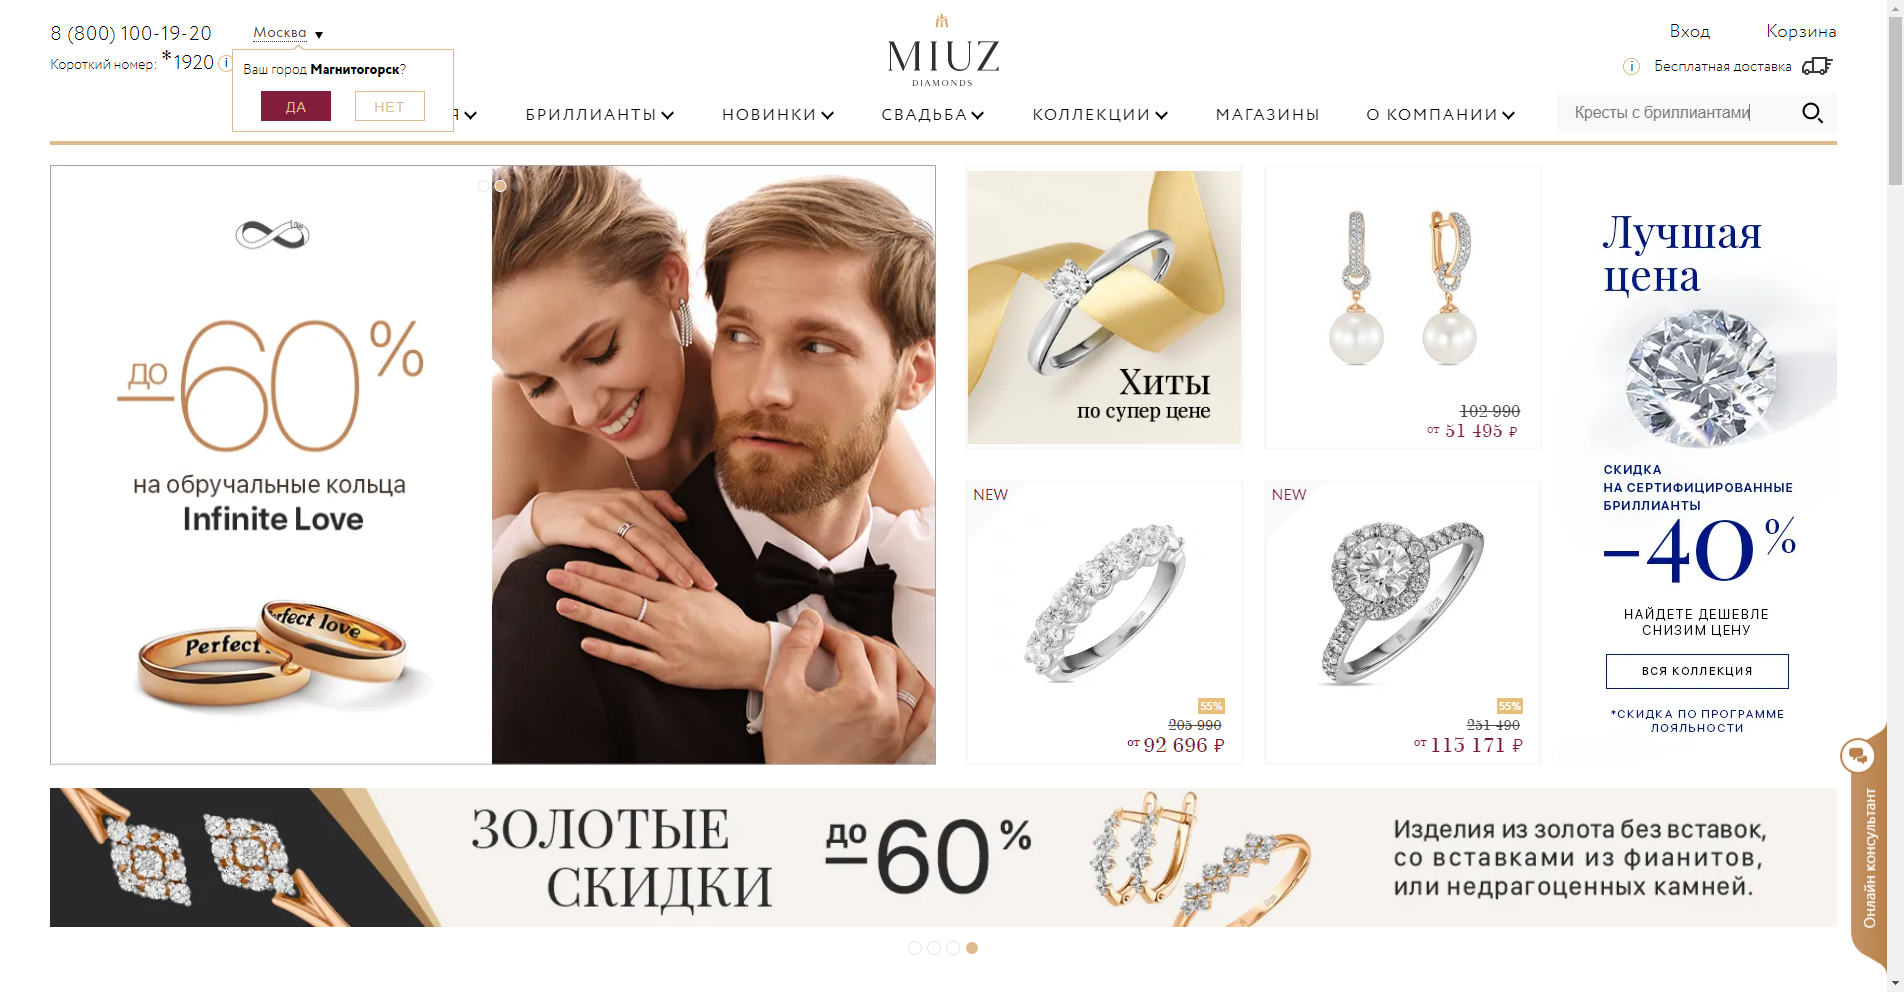 8 (800) 100-19-20
Москва
Короткий номер: *1920
Ваш город Магнитогорск?
ДА
НЕТ
MIUZ
DIAMONDS
Вход
Корзина
Бесплатная доставка
Я
БРИЛЛИАНТЫ
НОВИНКИ
СВАДЬБА
КОЛЛЕКЦИИ
МАГАЗИНЫ
О КОМПАНИИ
Кресты с бриллиантами
Love
до -60%
на обручальные кольца
Infinite Love
Perfect
rfect love
Хиты
по супер цене
102 990
от 51 495 ₽
NEW
55%
205 990
от 92 696 ₽
NEW
55%
251 490
от 113 171 ₽
Лучшая
цена
СКИДКА
НА СЕРТИФИЦИРОВАННЫЕ
БРИЛЛИАНТЫ
-40%
НАЙДЕТЕ ДЕШЕВЛЕ
СНИЗИМ ЦЕНУ
ВСЯ КОЛЛЕКЦИЯ
*СКИДКА ПО ПРОГРАММЕ
ЛОЯЛЬНОСТИ
ЗОЛОТЫЕ
СКИДКИ
до -60%
Изделия из золота без вставок,
со вставками из фианитов,
или недрагоценных камней.
Онлайн консультант